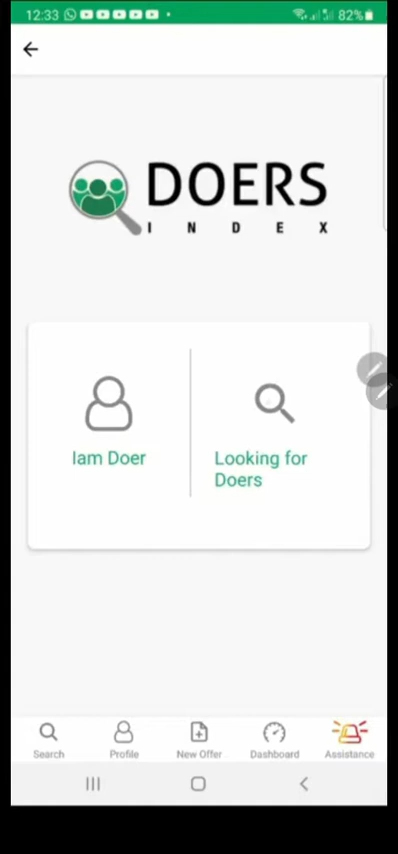 12:33
82%
DOERS
INDEX
Iam Doer
Looking for
Doers
Search
Profile
New Offer
Dashboard
Assistance